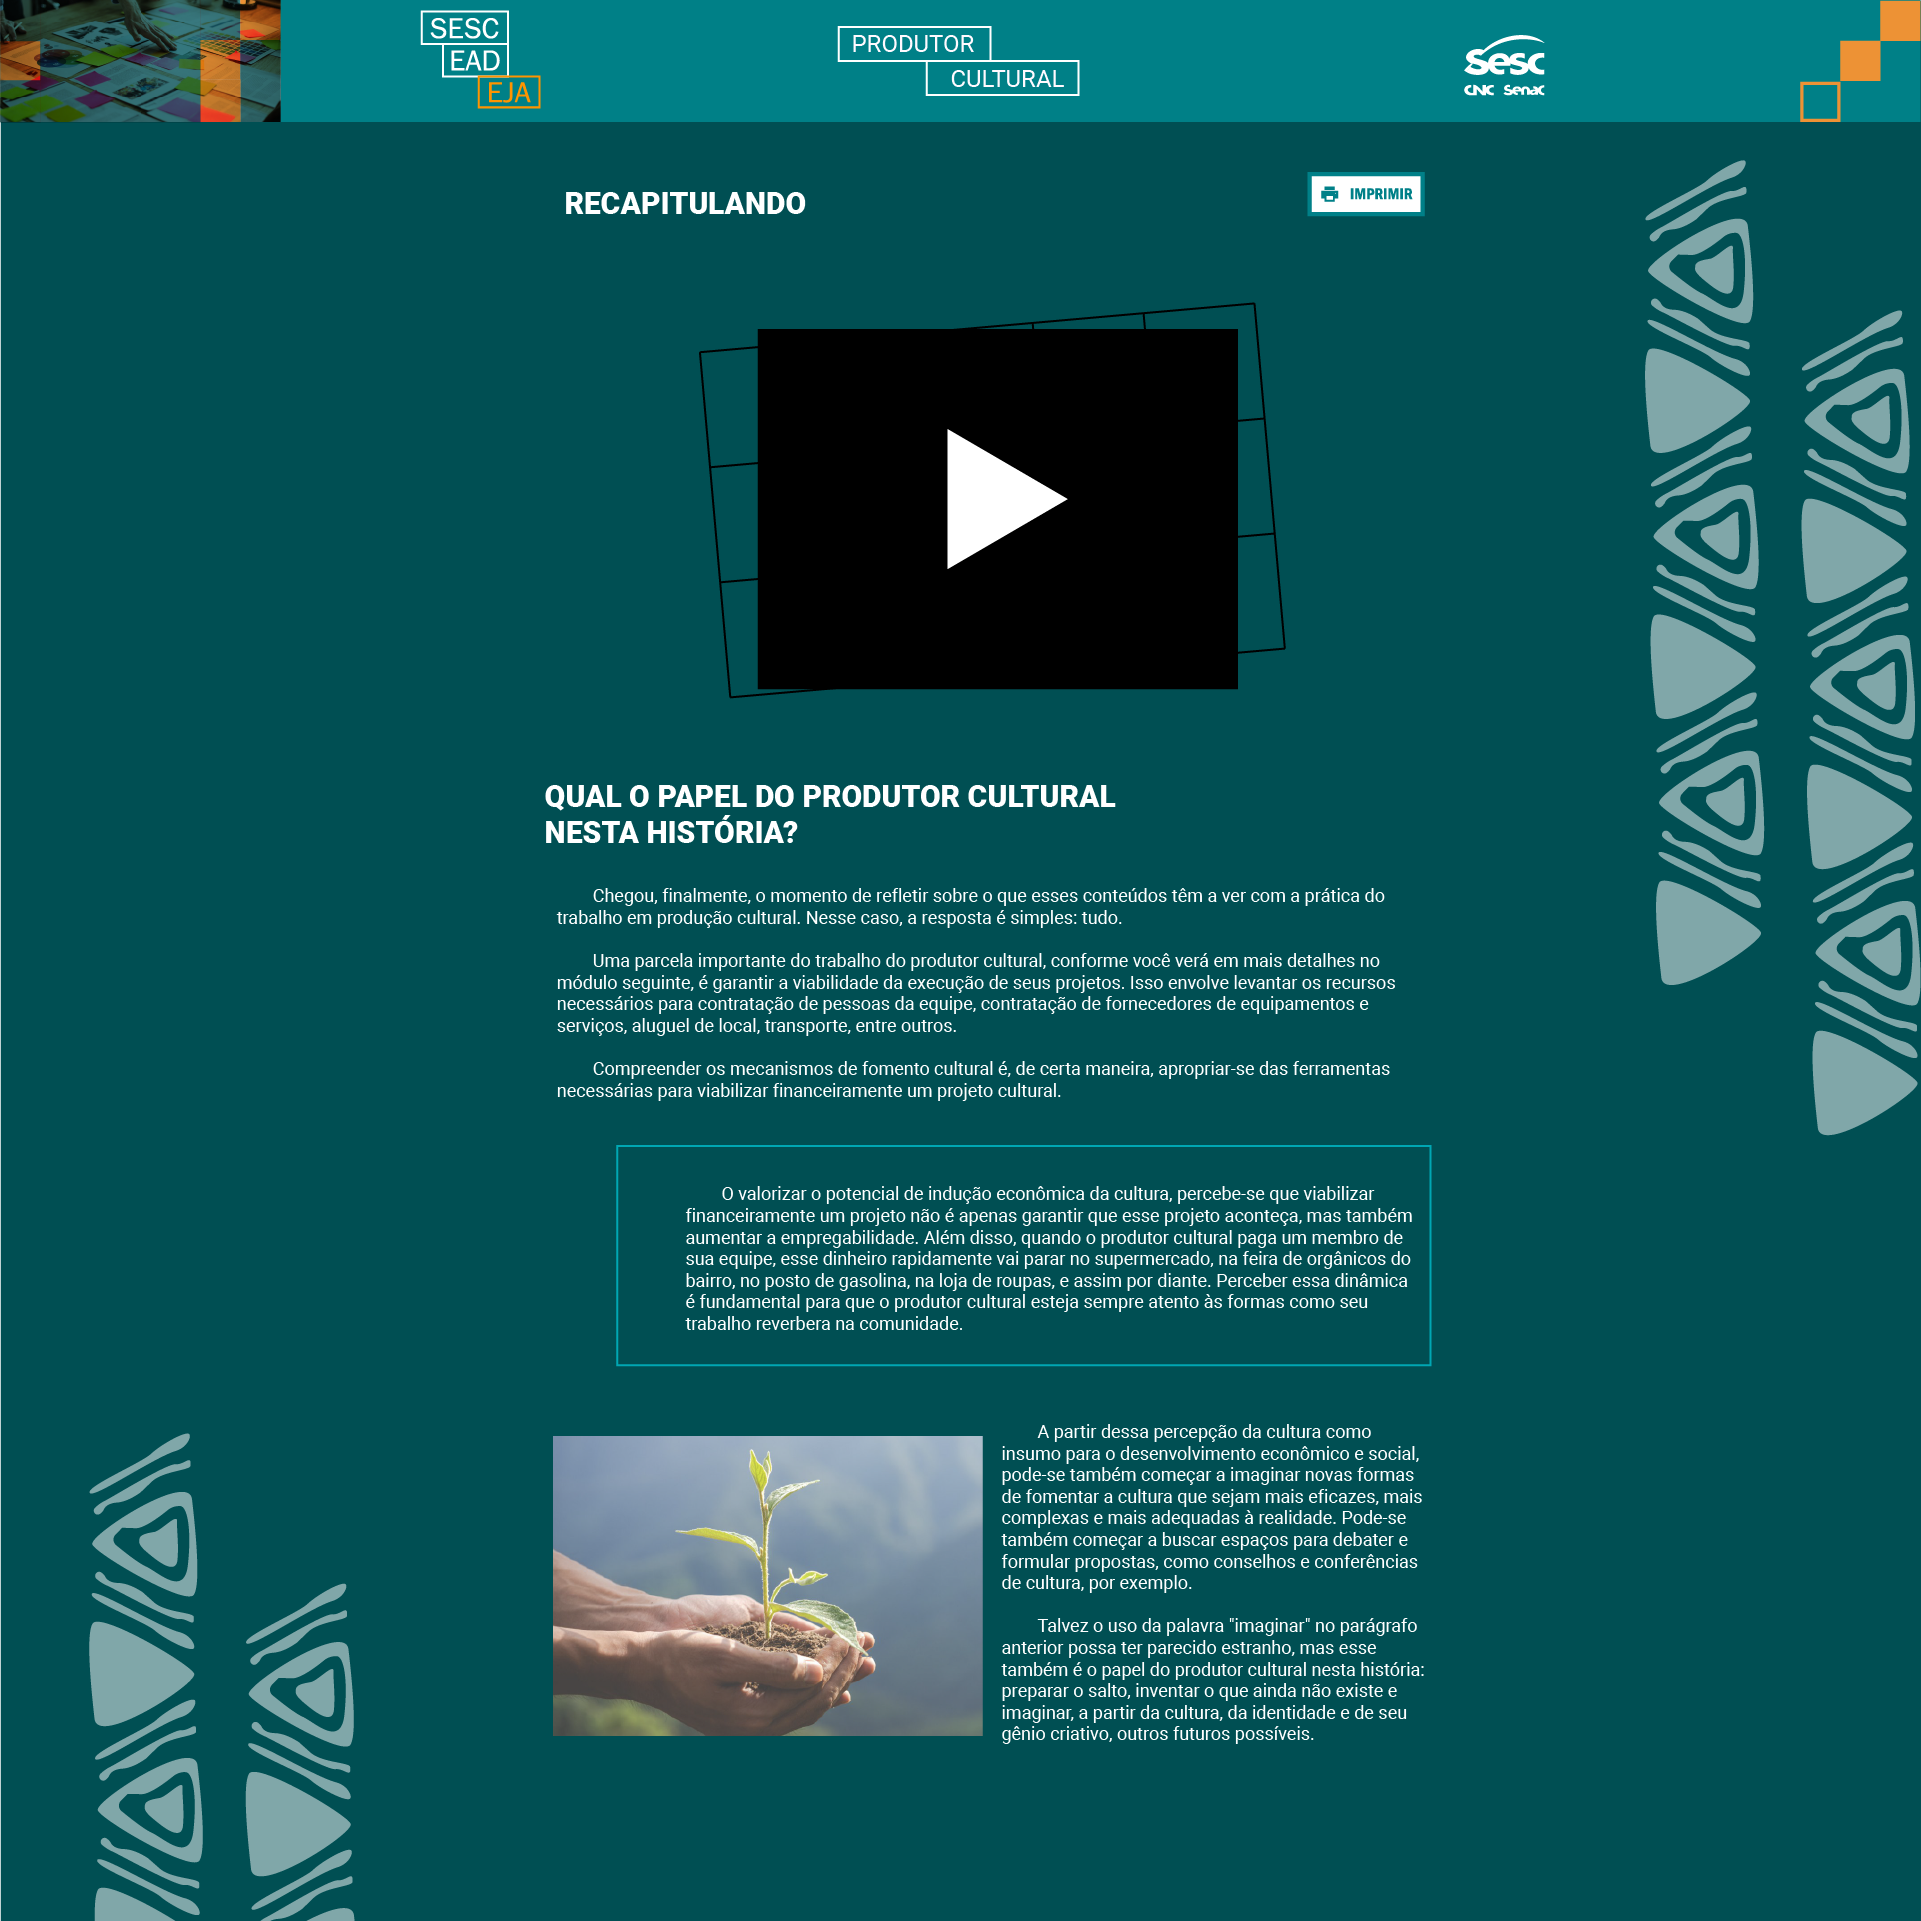 SESC
EAD
EJA
PRODUTOR
CULTURAL
Sesc
CNC Senac
RECAPITULANDO
IMPRIMIR
QUAL O PAPEL DO PRODUTOR CULTURAL
NESTA HISTÓRIA?
Chegou, finalmente, o momento de refletir sobre o que esses conteúdos têm a ver com a prática do
trabalho em produção cultural. Nesse caso, a resposta é simples: tudo.
Uma parcela importante do trabalho do produtor cultural, conforme você verá em mais detalhes no
módulo seguinte, é garantir a viabilidade da execução de seus projetos. Isso envolve levantar os recursos
necessários para contratação de pessoas da equipe, contratação de fornecedores de equipamentos e
serviços, aluguel de local, transporte, entre outros.
Compreender os mecanismos de fomento cultural é, de certa maneira, apropriar-se das ferramentas
necessárias para viabilizar financeiramente um projeto cultural.
O valorizar o potencial de indução econômica da cultura, percebe-se que viabilizar
financeiramente um projeto não é apenas garantir que esse projeto aconteça, mas também
aumentar a empregabilidade. Além disso, quando o produtor cultural paga um membro de
sua equipe, esse dinheiro rapidamente vai parar no supermercado, na feira de orgânicos do
bairro, no posto de gasolina, na loja de roupas, e assim por diante. Perceber essa dinâmica
é fundamental para que o produtor cultural esteja sempre atento às formas como seu
trabalho reverbera na comunidade.
A partir dessa percepção da cultura como
insumo para o desenvolvimento econômico e social,
pode-se também começar a imaginar novas formas
de fomentar a cultura que sejam mais eficazes, mais
complexas e mais adequadas à realidade. Pode-se
também começar a buscar espaços para debater e
formular propostas, como conselhos e conferências
de cultura, por exemplo.
Talvez o uso da palavra "imaginar" no parágrafo
anterior possa ter parecido estranho, mas esse
também é o papel do produtor cultural nesta história:
preparar o salto, inventar o que ainda não existe e
imaginar, a partir da cultura, da identidade e de seu
gênio criativo, outros futuros possíveis.